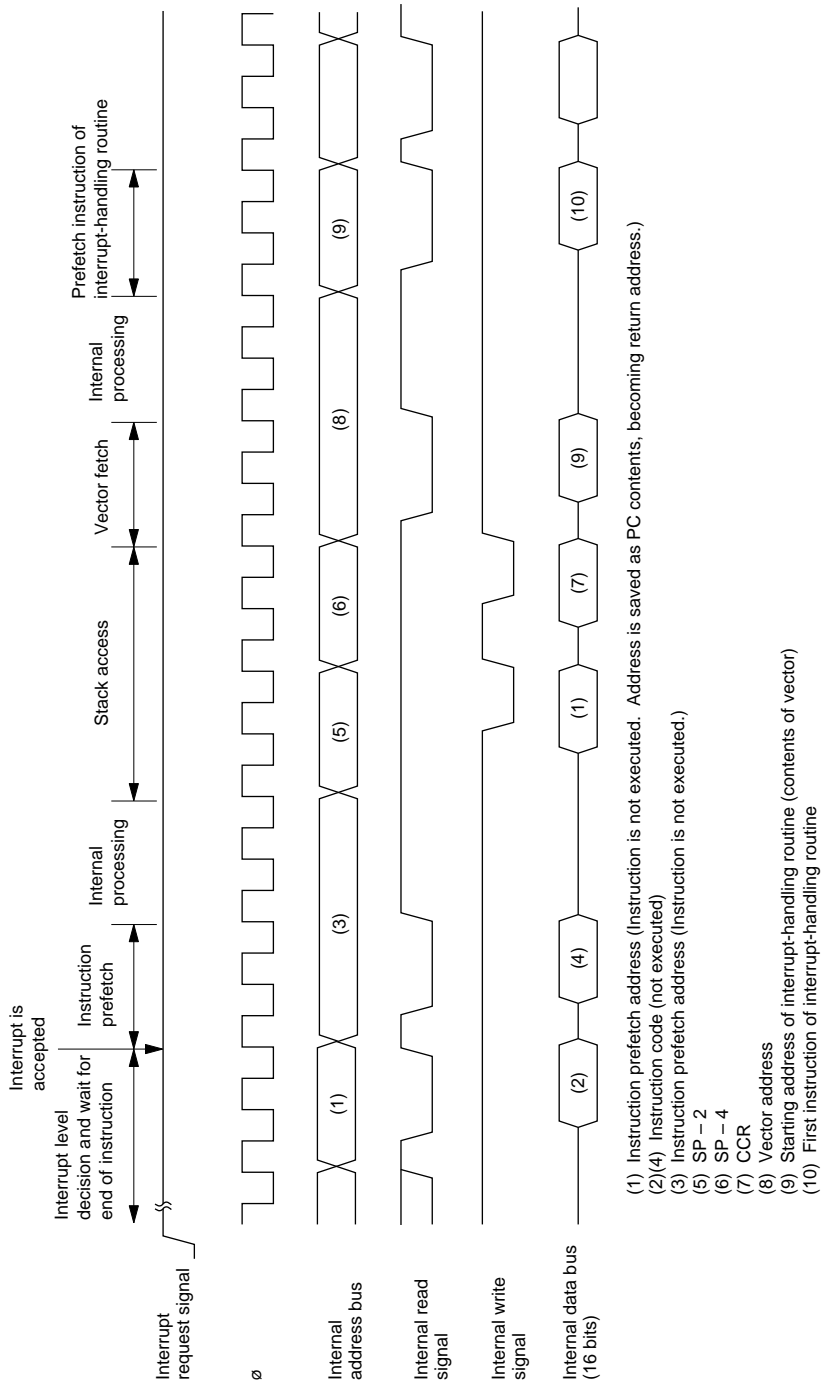 Interrupt is
accepted
Interrupt level
decision and wait for
end of instruction
Instruction
prefetch
Internal
processing
Stack access
Vector fetch
Internal
processing
Prefetch instruction of
interrupt-handling routine
Interrupt
request signal
ø
Internal
address bus
(1)
(3)
(5)
(6)
(8)
(9)
Internal read
signal
Internal write
signal
Internal data bus
(16 bits)
(2)
(4)
(1)
(7)
(9)
(10)
(1) Instruction prefetch address (Instruction is not executed. Address is saved as PC contents, becoming return address.)
(2)(4) Instruction code (not executed)
(3) Instruction prefetch address (Instruction is not executed.)
(5) SP – 2
(6) SP – 4
(7) CCR
(8) Vector address
(9) Starting address of interrupt-handling routine (contents of vector)
(10) First instruction of interrupt-handling routine